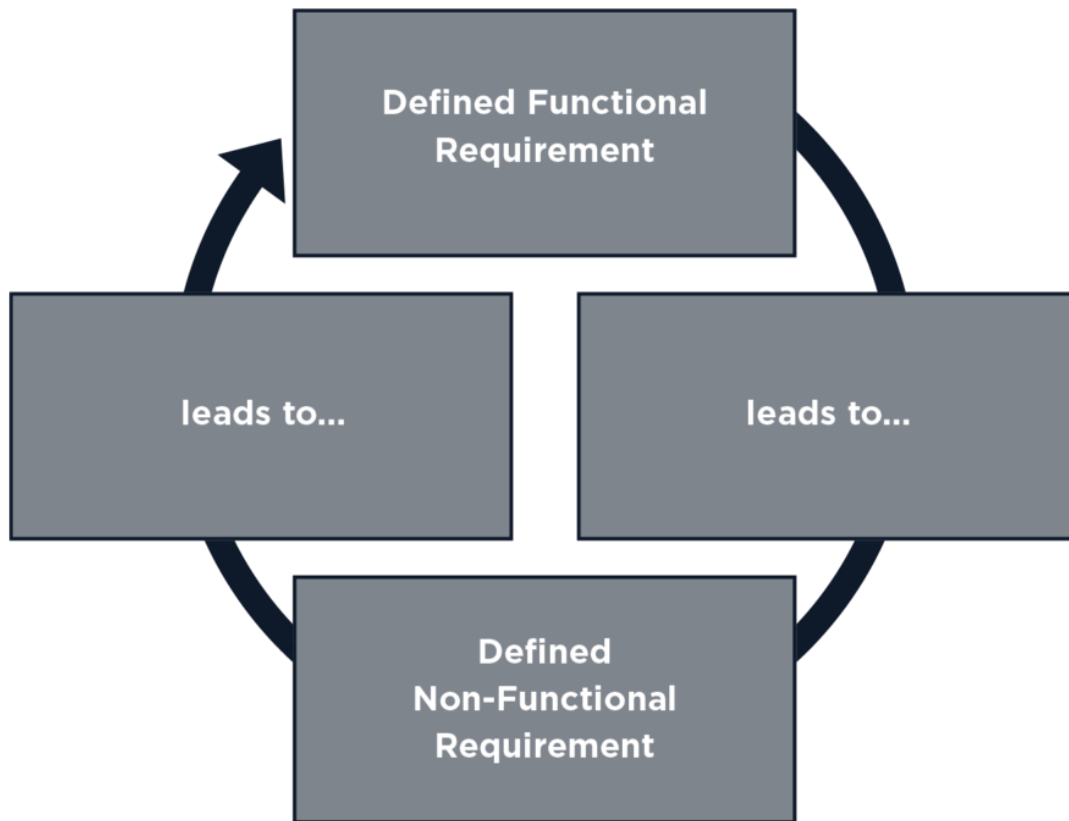 Defined Functional
Requirement
leads to...
leads to...
Defined
Non-Functional
Requirement